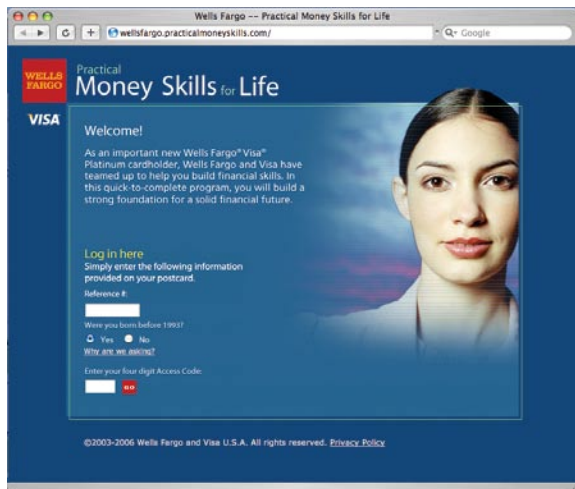 Wells Fargo -- Practical Money Skills for Life
wellsfargo.practicalmoneyskills.com/
Google
WELLS
FARGO
Practical
Money Skills for Life
VISA
Welcome!
As an important new Wells Fargo® Visa®
Platinum cardholder, Wells Fargo and Visa have
teamed up to help you build financial skills. In
this quick-to-complete program, you will build a
strong foundation for a solid financial future.
Log in here
Simply enter the following information
provided on your postcard.
Reference #:
Were you born before 1993?
Yes No
Why are we asking?
Enter your four digit Access Code:
GO
©2003-2006 Wells Fargo and Visa U.S.A. All rights reserved. Privacy Policy